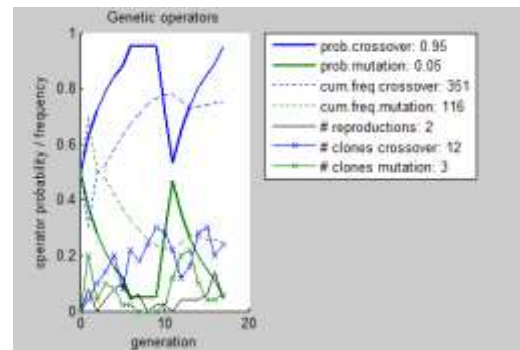 Genetic operators
operator probability / frequency
1
0.8
0.6
0.4
0.2
0
0
10
20
generation
prob.crossover: 0.95
prob.mutation: 0.05
cum.freq.crossover: 351
cum.freq.mutation: 116
# reproductions: 2
# clones crossover: 12
# clones mutation: 3